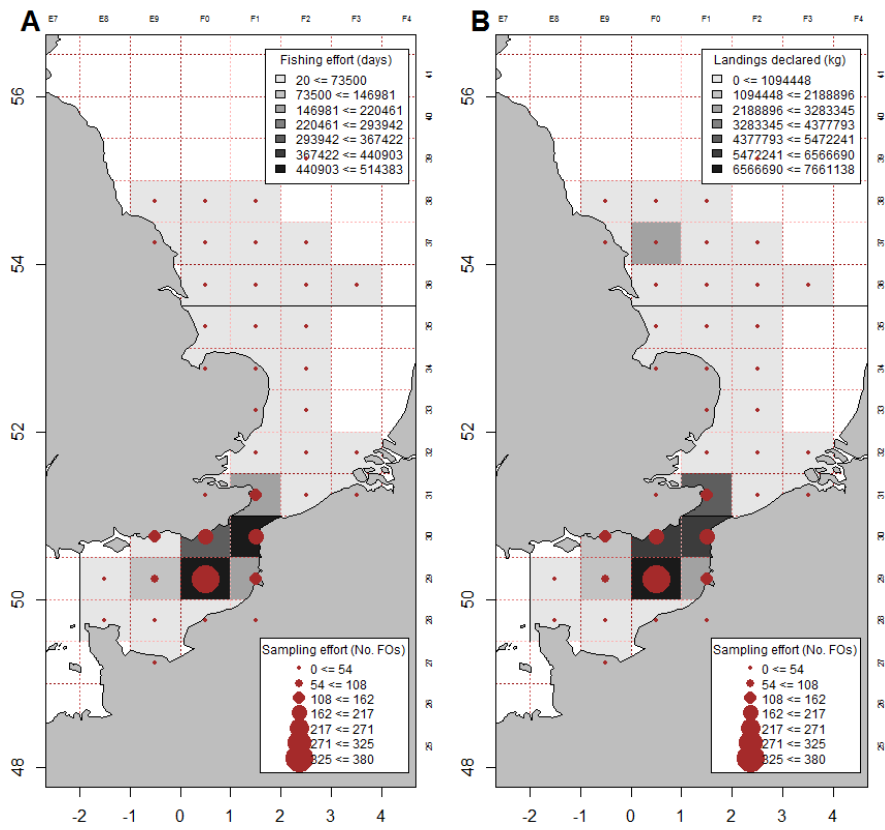 A
E7 E8 E9 F0 F1 F2 F3 F4
Fishing effort (days)
20 <= 73500
73500 <= 146981
146981 <= 220461
220461 <= 293942
293942 <= 367422
367422 <= 440903
440903 <= 514383
56
54
52
50
48
41
40
39
38
37
36
35
34
33
32
31
30
29
28
27
26
25
Sampling effort (No. FOs)
0 <= 54
54 <= 108
108 <= 162
162 <= 217
217 <= 271
271 <= 325
325 <= 380
-2 -1 0 1 2 3 4
B
E7 E8 E9 F0 F1 F2 F3 F4
Landings declared (kg)
0 <= 1094448
1094448 <= 2188896
2188896 <= 3283345
3283345 <= 4377793
4377793 <= 5472241
5472241 <= 6566690
6566690 <= 7661138
56
54
52
50
48
41
40
39
38
37
36
35
34
33
32
31
30
29
28
27
26
25
Sampling effort (No. FOs)
0 <= 54
54 <= 108
108 <= 162
162 <= 217
217 <= 271
271 <= 325
325 <= 380
-2 -1 0 1 2 3 4